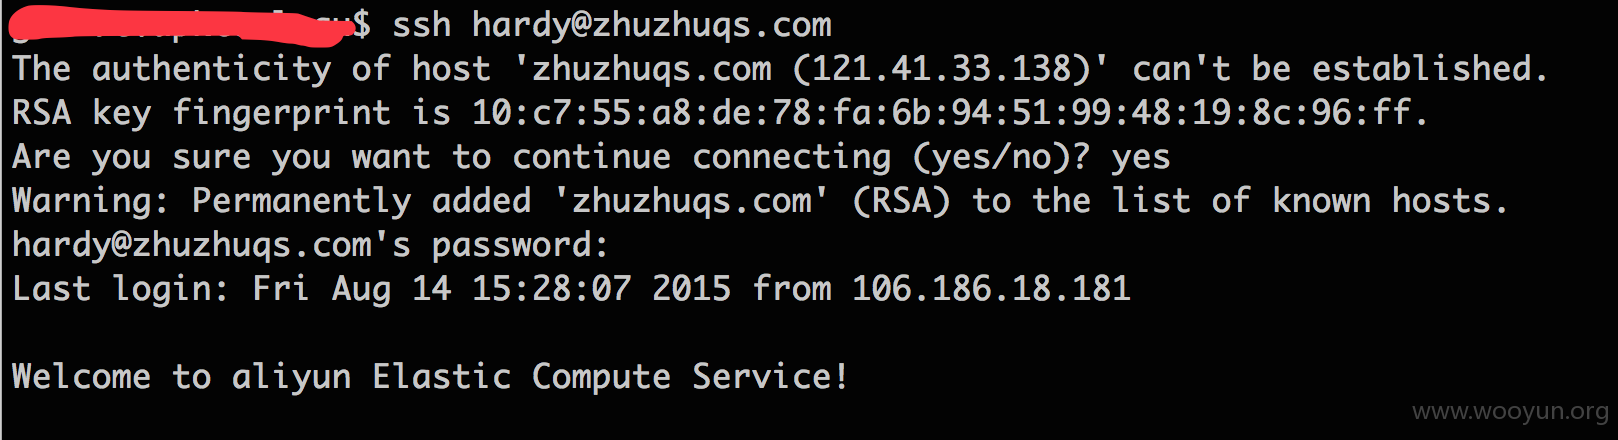 $ ssh hardy@zhuzhuqs.com
The authenticity of host 'zhuzhuqs.com (121.41.33.138)' can't be established.
RSA key fingerprint is 10:c7:55:a8:de:78:fa:6b:94:51:99:48:19:8c:96:ff.
Are you sure you want to continue connecting (yes/no)? yes
Warning: Permanently added 'zhuzhuqs.com' (RSA) to the list of known hosts.
hardy@zhuzhuqs.com's password:
Last login: Fri Aug 14 15:28:07 2015 from 106.186.18.181
Welcome to aliyun Elastic Compute Service!
www.wooyun.org